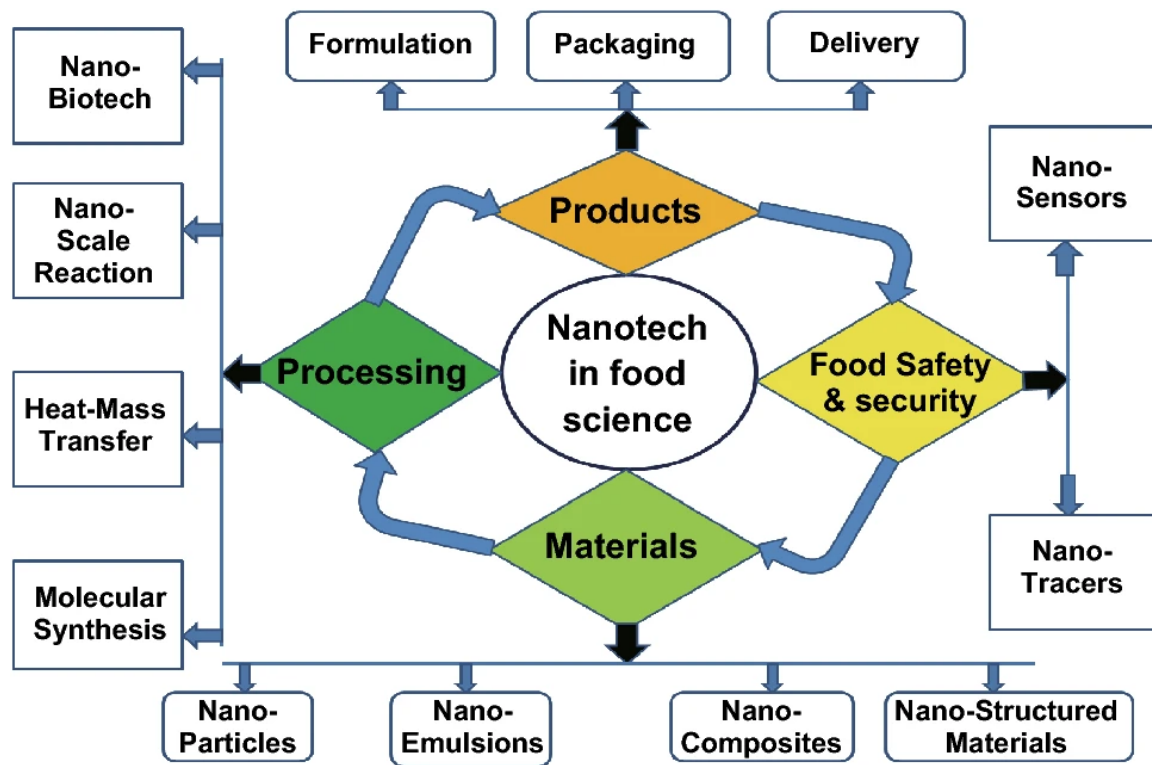 Formulation
Packaging
Delivery
Nano-
Biotech
Nano-
Scale
Reaction
Heat-Mass
Transfer
Molecular
Synthesis
Products
Processing
Nanotech
in food
science
Food Safety
& security
Materials
Nano-
Sensors
Nano-
Tracers
Nano-
Particles
Nano-
Emulsions
Nano-
Composites
Nano-Structured
Materials